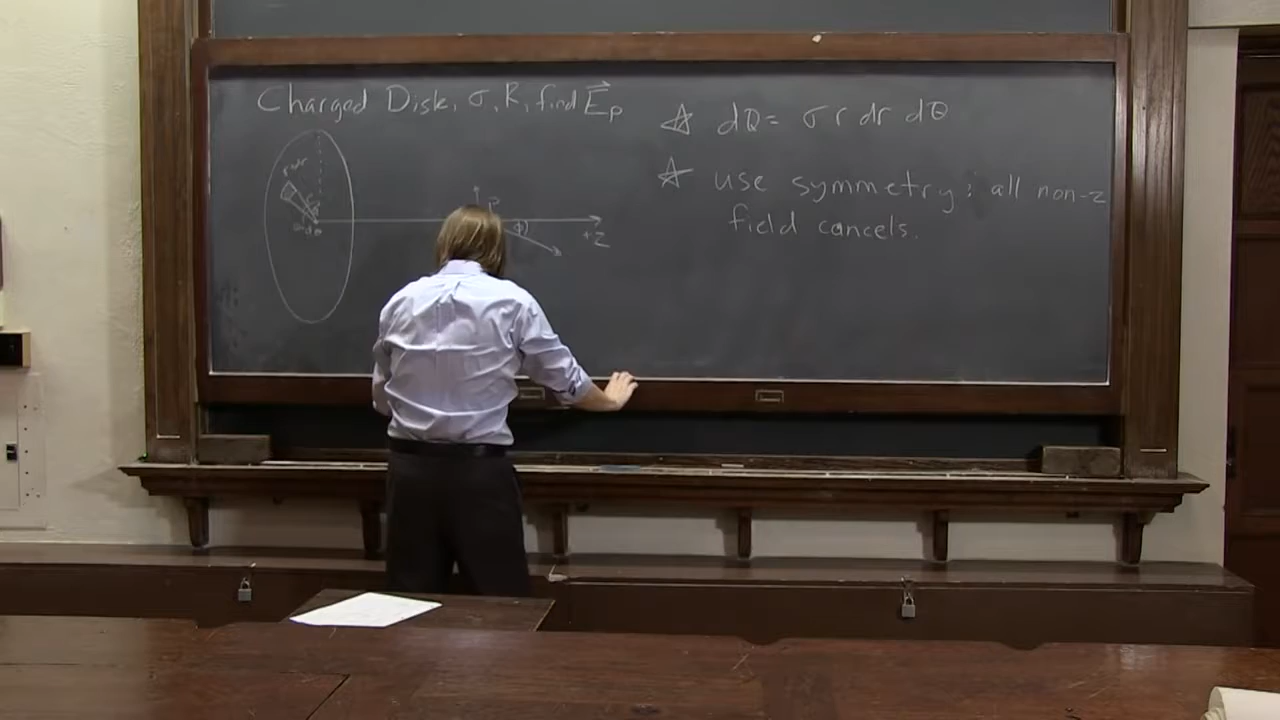 Charged Disk, σ, R, find E⃗p
☆ dQ = σ r dr dθ
☆ use symmetry: all non-z
field cancels.
P
φ
+z